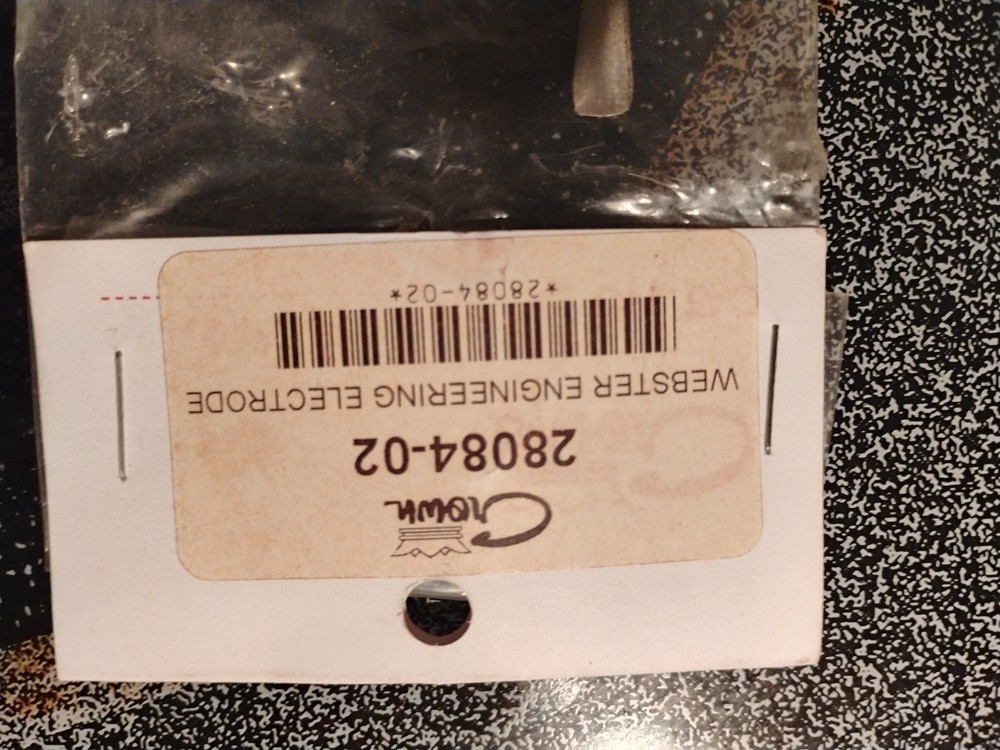 Crown
28084-02
WEBSTER ENGINEERING ELECTRODE
*28084-02*